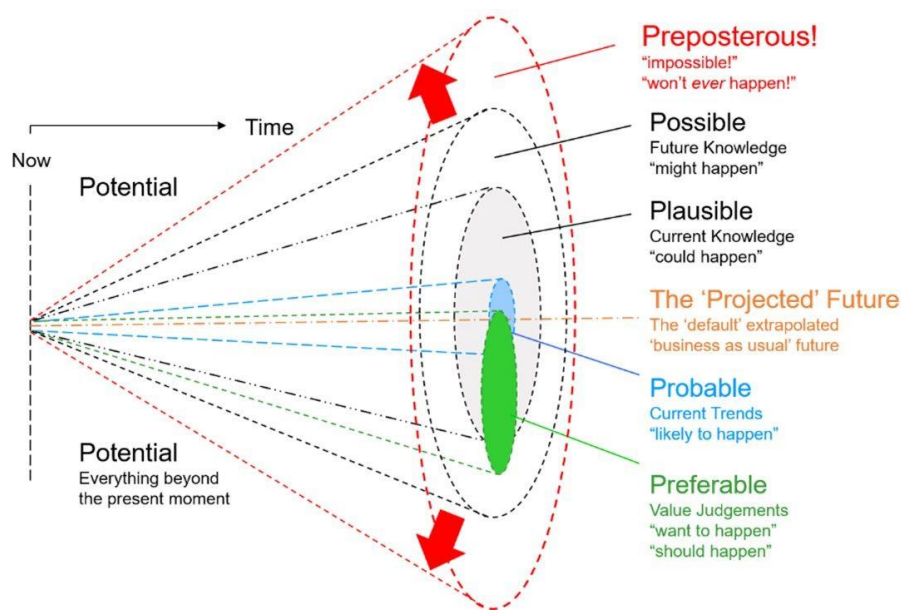 Preposterous!
“impossible!”
“won’t ever happen!”
Time
Now
Potential
Possible
Future Knowledge
“might happen”
Plausible
Current Knowledge
“could happen”
The ‘Projected’ Future
The ‘default’ extrapolated
‘business as usual’ future
Probable
Current Trends
“likely to happen”
Potential
Everything beyond
the present moment
Preferable
Value Judgements
“want to happen”
“should happen”